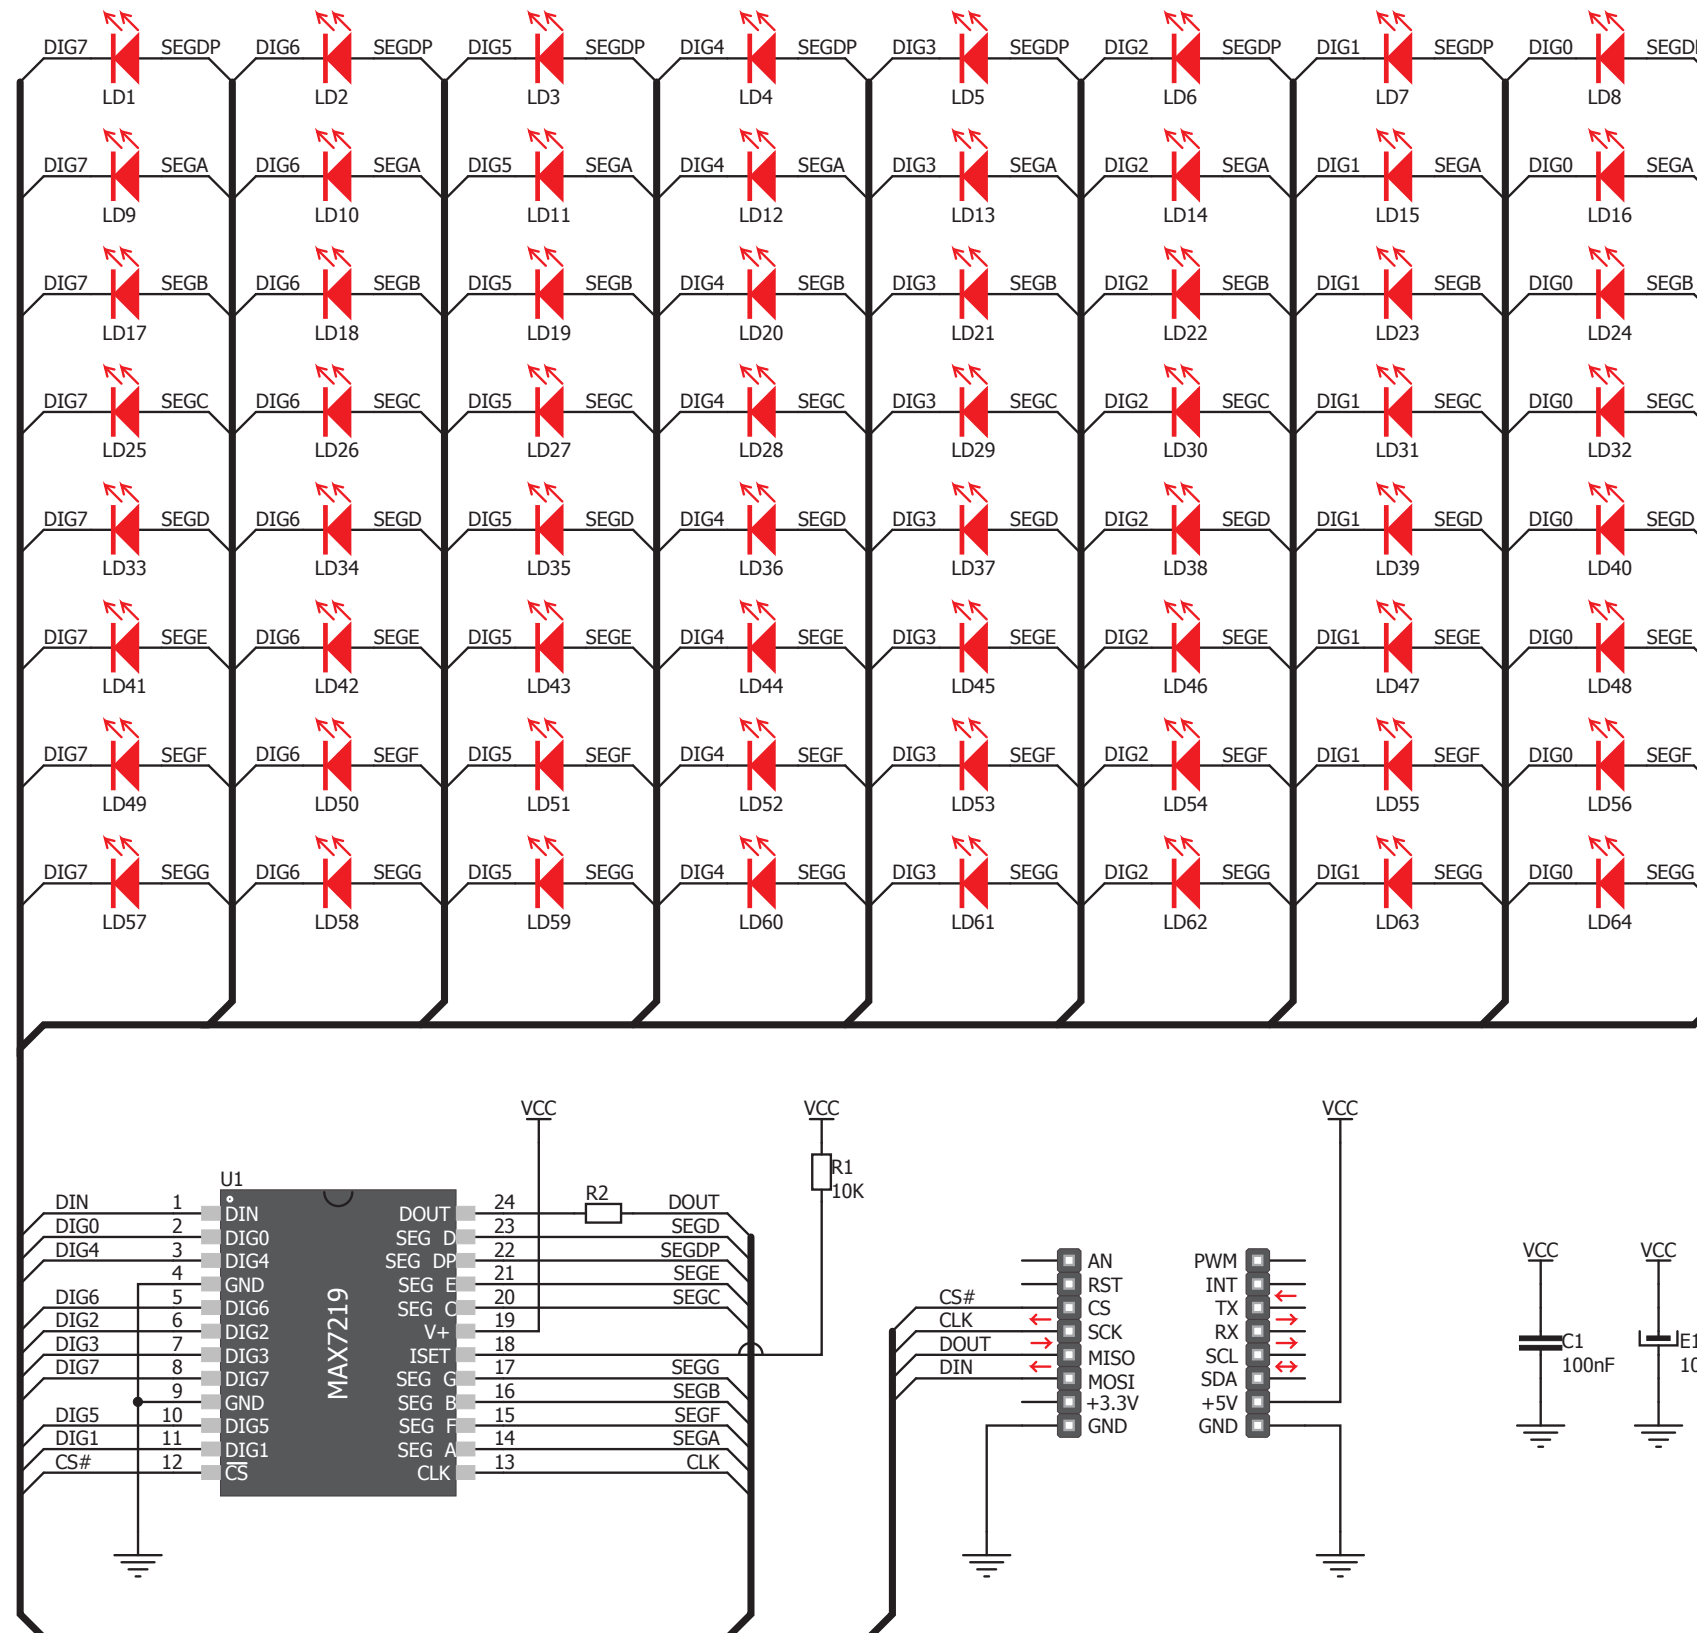 DIG7 SEGDP DIG6 SEGDP DIG5 SEGDP DIG4 SEGDP DIG3 SEGDP DIG2 SEGDP DIG1 SEGDP DIG0
LD1 LD2 LD3 LD4 LD5 LD6 LD7 LD8
DIG7 SEGA DIG6 SEGA DIG5 SEGA DIG4 SEGA DIG3 SEGA DIG2 SEGA DIG1 SEGA DIG0 SEGA
LD9 LD10 LD11 LD12 LD13 LD14 LD15 LD16
DIG7 SEGB DIG6 SEGB DIG5 SEGB DIG4 SEGB DIG3 SEGB DIG2 SEGB DIG1 SEGB DIG0 SEGB
LD17 LD18 LD19 LD20 LD21 LD22 LD23 LD24
DIG7 SEGC DIG6 SEGC DIG5 SEGC DIG4 SEGC DIG3 SEGC DIG2 SEGC DIG1 SEGC DIG0 SEGC
LD25 LD26 LD27 LD28 LD29 LD30 LD31 LD32
DIG7 SEGD DIG6 SEGD DIG5 SEGD DIG4 SEGD DIG3 SEGD DIG2 SEGD DIG1 SEGD DIG0 SEGD
LD33 LD34 LD35 LD36 LD37 LD38 LD39 LD40
DIG7 SEGE DIG6 SEGE DIG5 SEGE DIG4 SEGE DIG3 SEGE DIG2 SEGE DIG1 SEGE DIG0 SEGE
LD41 LD42 LD43 LD44 LD45 LD46 LD47 LD48
DIG7 SEGF DIG6 SEGF DIG5 SEGF DIG4 SEGF DIG3 SEGF DIG2 SEGF DIG1 SEGF DIG0 SEGF
LD49 LD50 LD51 LD52 LD53 LD54 LD55 LD56
DIG7 SEGG DIG6 SEGG DIG5 SEGG DIG4 SEGG DIG3 SEGG DIG2 SEGG DIG1 SEGG DIG0 SEGG
LD57 LD58 LD59 LD60 LD61 LD62 LD63 LD64
VCC VCC VCC
R1
10K
U1
R2
MAX7219
DIN 1 DIN DOUT 24 DOUT
DIG0 2 DIG0 SEG D 23 SEGD
DIG4 3 DIG4 SEG DP 22 SEGDP
4 GND SEG E 21 SEGE
DIG6 5 DIG6 SEG C 20 SEGC
DIG2 6 DIG2 V+ 19
DIG3 7 DIG3 ISET 18
DIG7 8 DIG7 SEG G 17 SEGG
9 GND SEG B 16 SEGB
DIG5 10 DIG5 SEG F 15 SEGF
DIG1 11 DIG1 SEG A 14 SEGA
CS# 12 CS CLK 13 CLK
AN PWM
RST INT
CS# CS TX
CLK SCK RX
DOUT MISO SCL
DIN MOSI SDA
+3.3V +5V
GND GND
VCC VCC
C1
100nF
E1